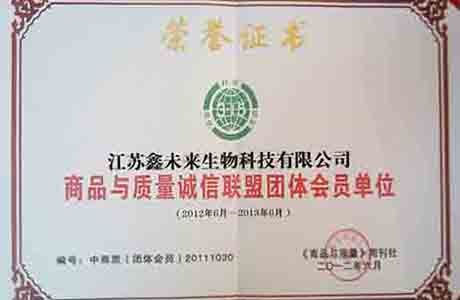 荣誉证书
江苏鑫未来生物科技有限公司
商品与质量诚信联盟团体会员单位
(2012年6月－2013年6月)
编号：中商质（团体会员）20111020
《商品与质量》周刊社
二〇一二年六月